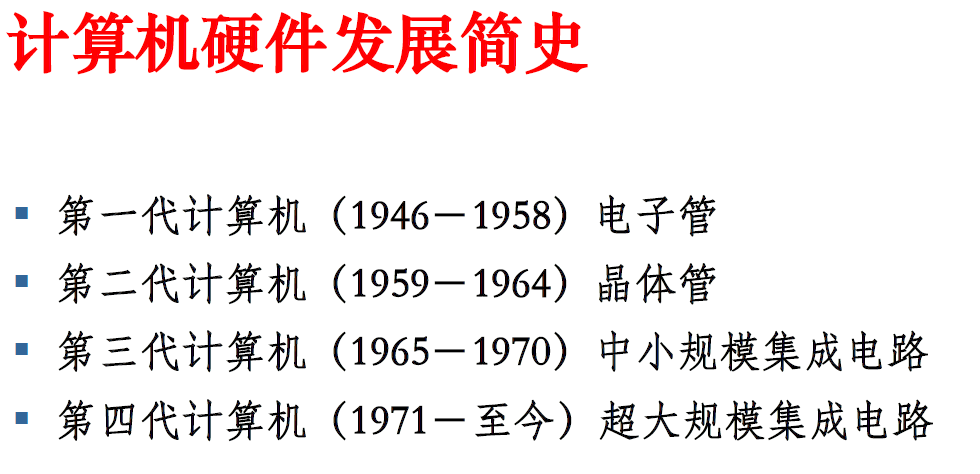 计算机硬件发展简史
▪ 第一代计算机（1946－1958）电子管
▪ 第二代计算机（1959－1964）晶体管
▪ 第三代计算机（1965－1970）中小规模集成电路
▪ 第四代计算机（1971－至今）超大规模集成电路